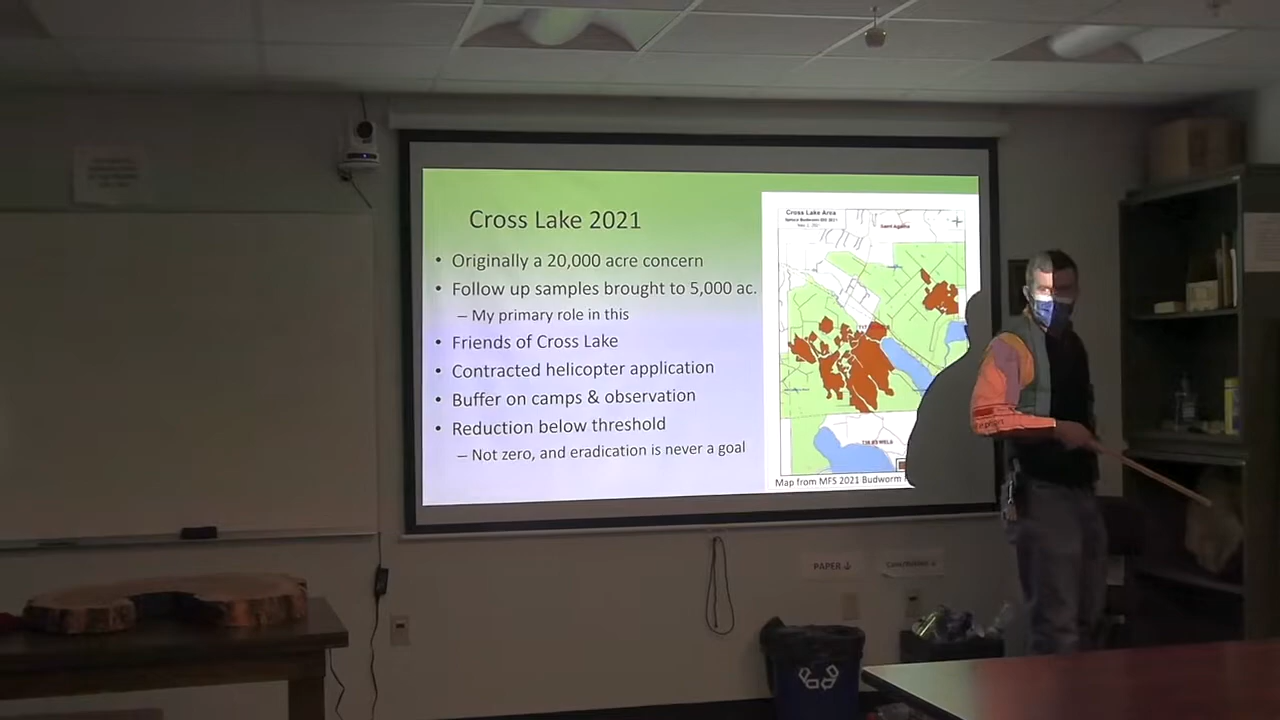 Cross Lake 2021
• Originally a 20,000 acre concern
• Follow up samples brought to 5,000 ac.
– My primary role in this
• Friends of Cross Lake
• Contracted helicopter application
• Buffer on camps & observation
• Reduction below threshold
– Not zero, and eradication is never a goal
Cross Lake Area
Saint Agatha
Map from MFS 2021 Budworm
PAPER ↓